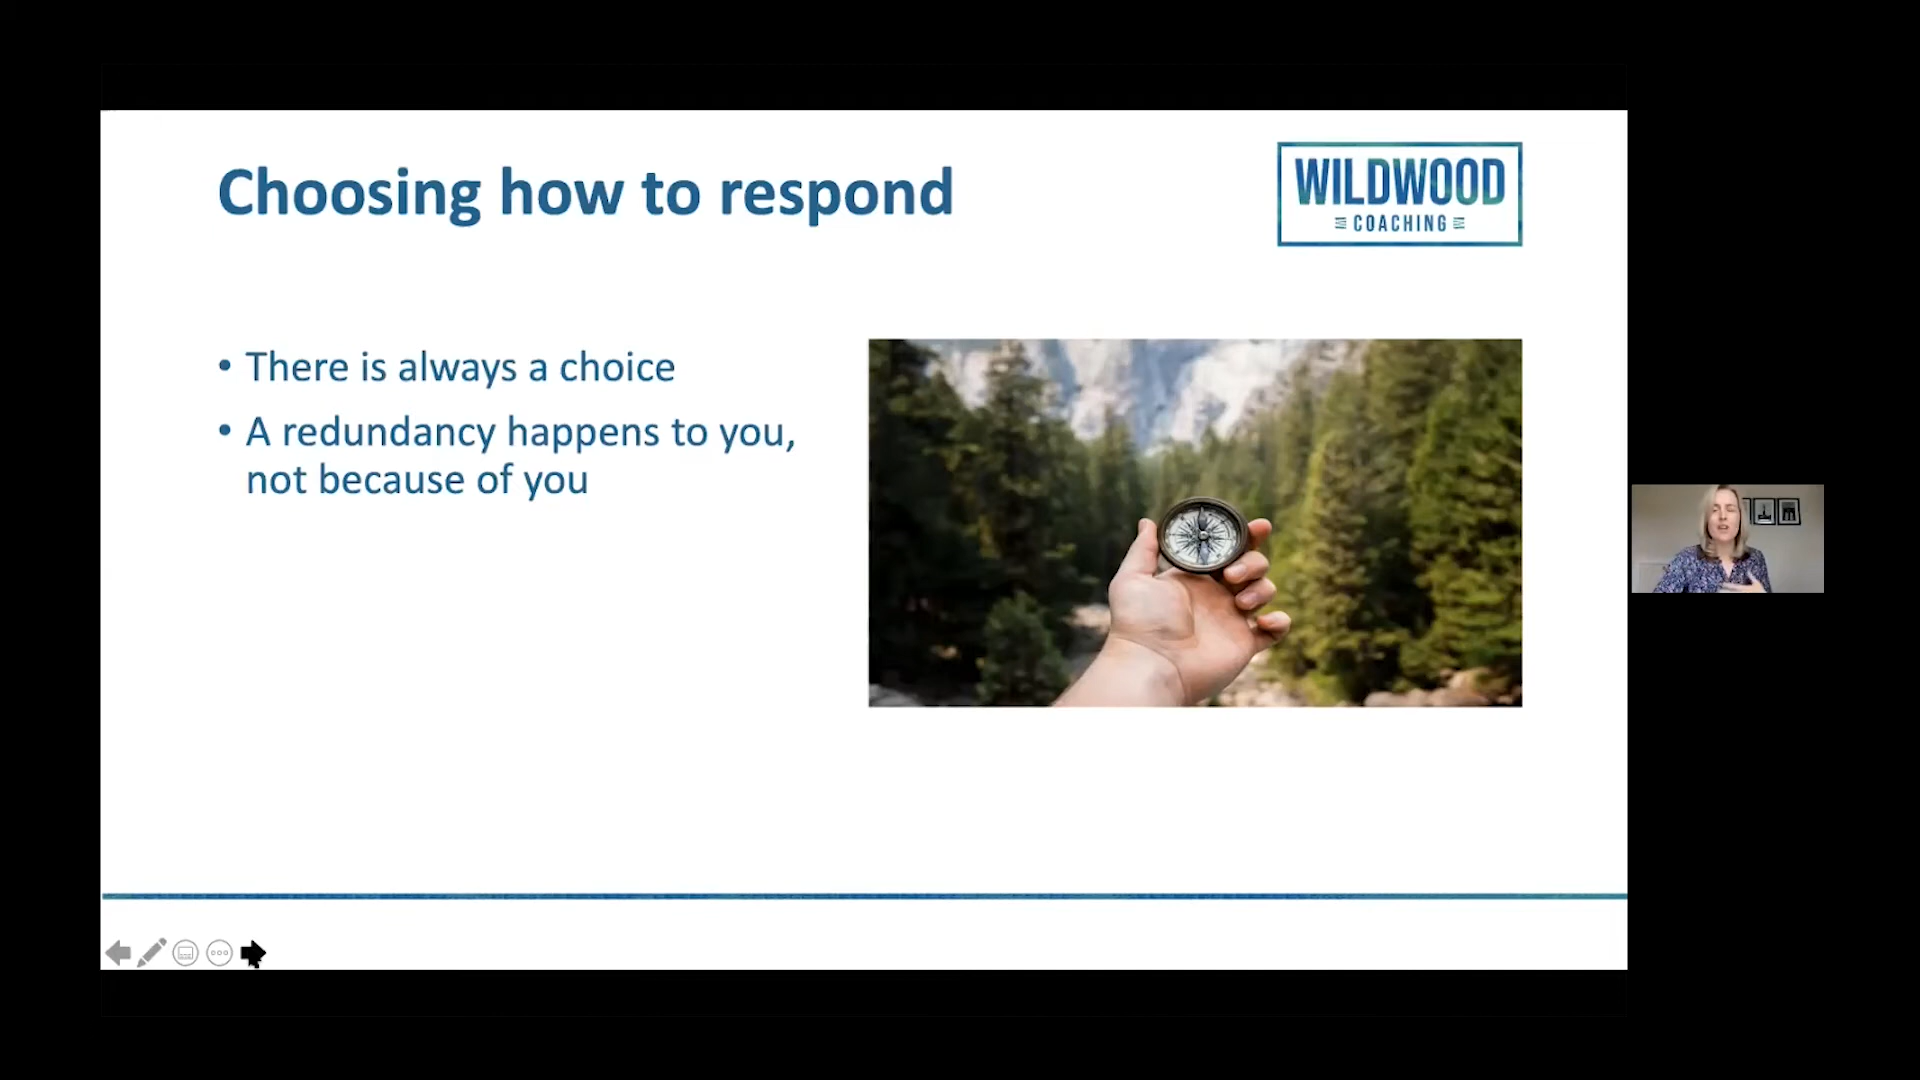 Choosing how to respond
WILDWOOD
COACHING
• There is always a choice
• A redundancy happens to you,
not because of you